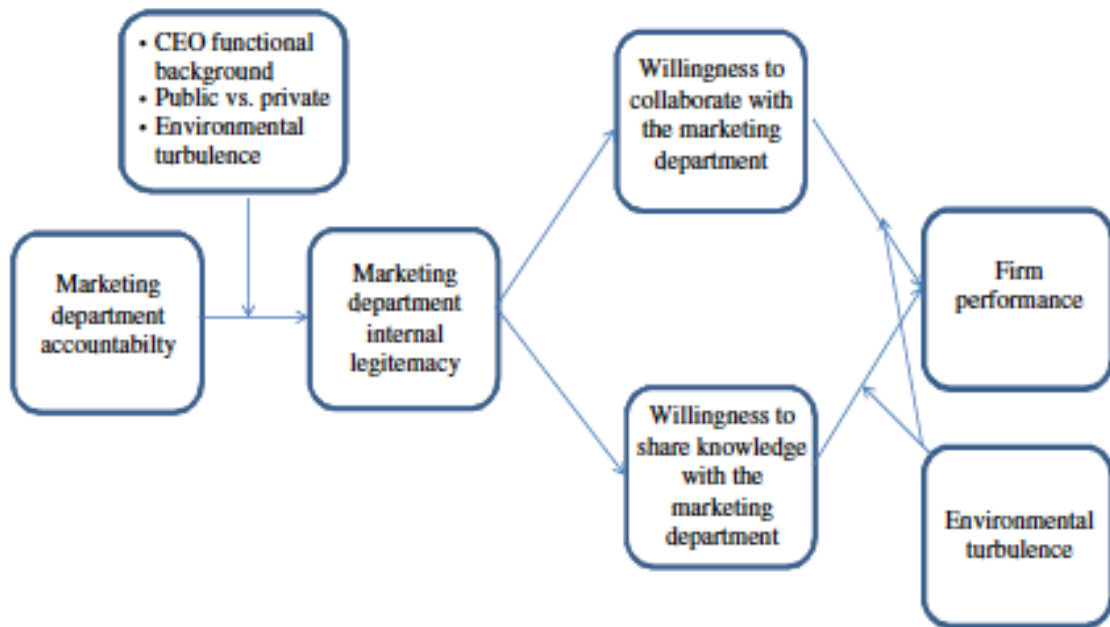 • CEO functional
background
• Public vs. private
• Environmental
turbulence
Marketing
department
accountabilty
Marketing
department
internal
legitemacy
Willingness to
collaborate with
the marketing
department
Willingness to
share knowledge
with the
marketing
department
Firm
performance
Environmental
turbulence